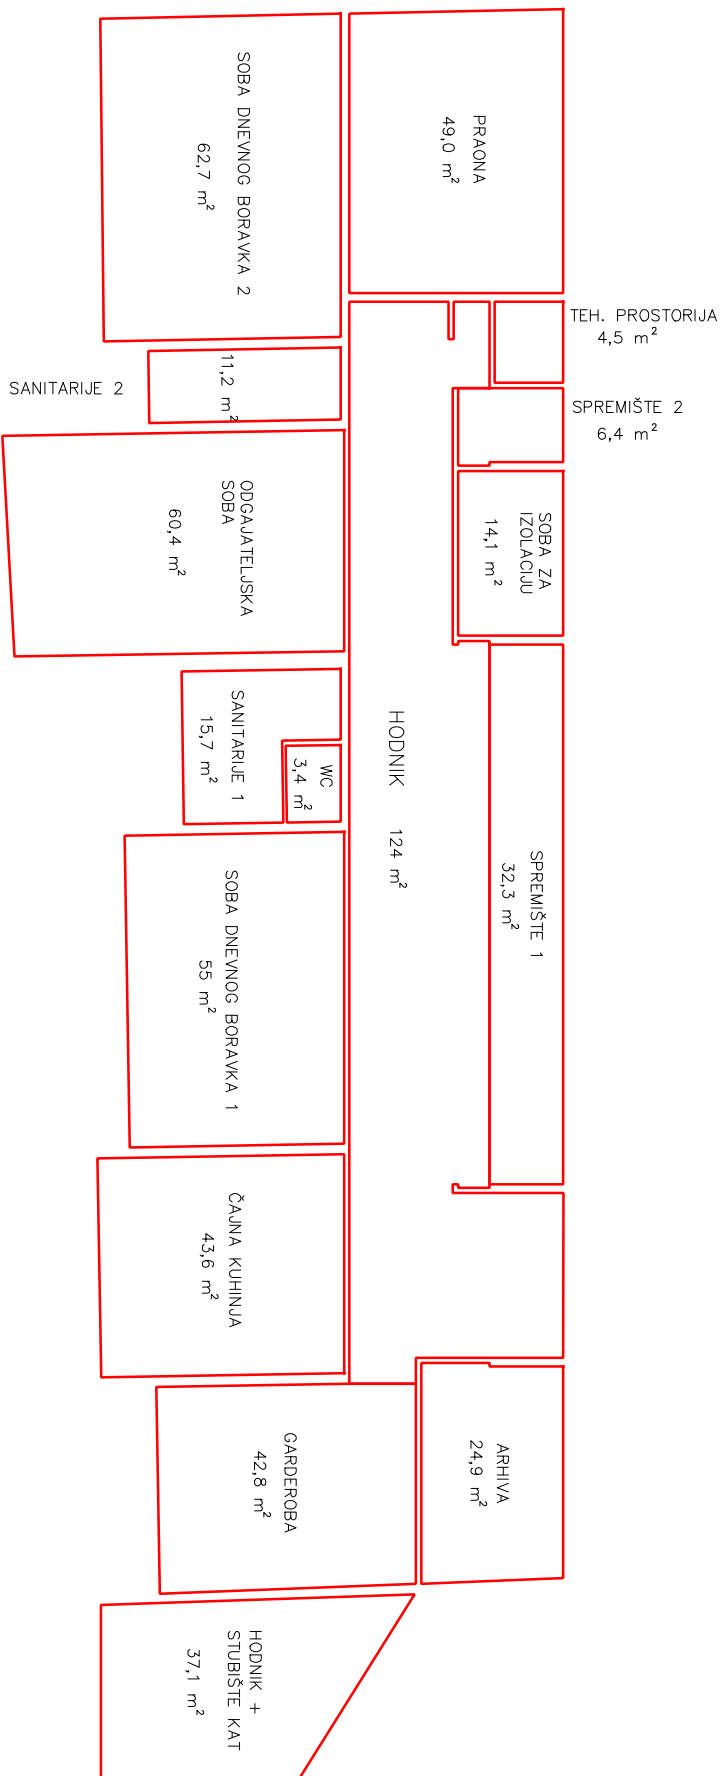 SOBA DNEVNOG BORAVKA 2
62,7 m²
PRAONA
49,0 m²
TEH. PROSTORIJA
4,5 m²
SANITARIJE 2
11,2 m²
SPREMIŠTE 2
6,4 m²
ODGAJATELJSKA
SOBA
60,4 m²
SOBA ZA
IZOLACIJU
14,1 m²
SANITARIJE 1
15,7 m²
WC
3,4 m²
HODNIK 124 m²
SPREMIŠTE 1
32,3 m²
SOBA DNEVNOG BORAVKA 1
55 m²
ČAJNA KUHINJA
43,6 m²
GARDEROBA
42,8 m²
ARHIVA
24,9 m²
HODNIK +
STUBIŠTE KAT
37,1 m²